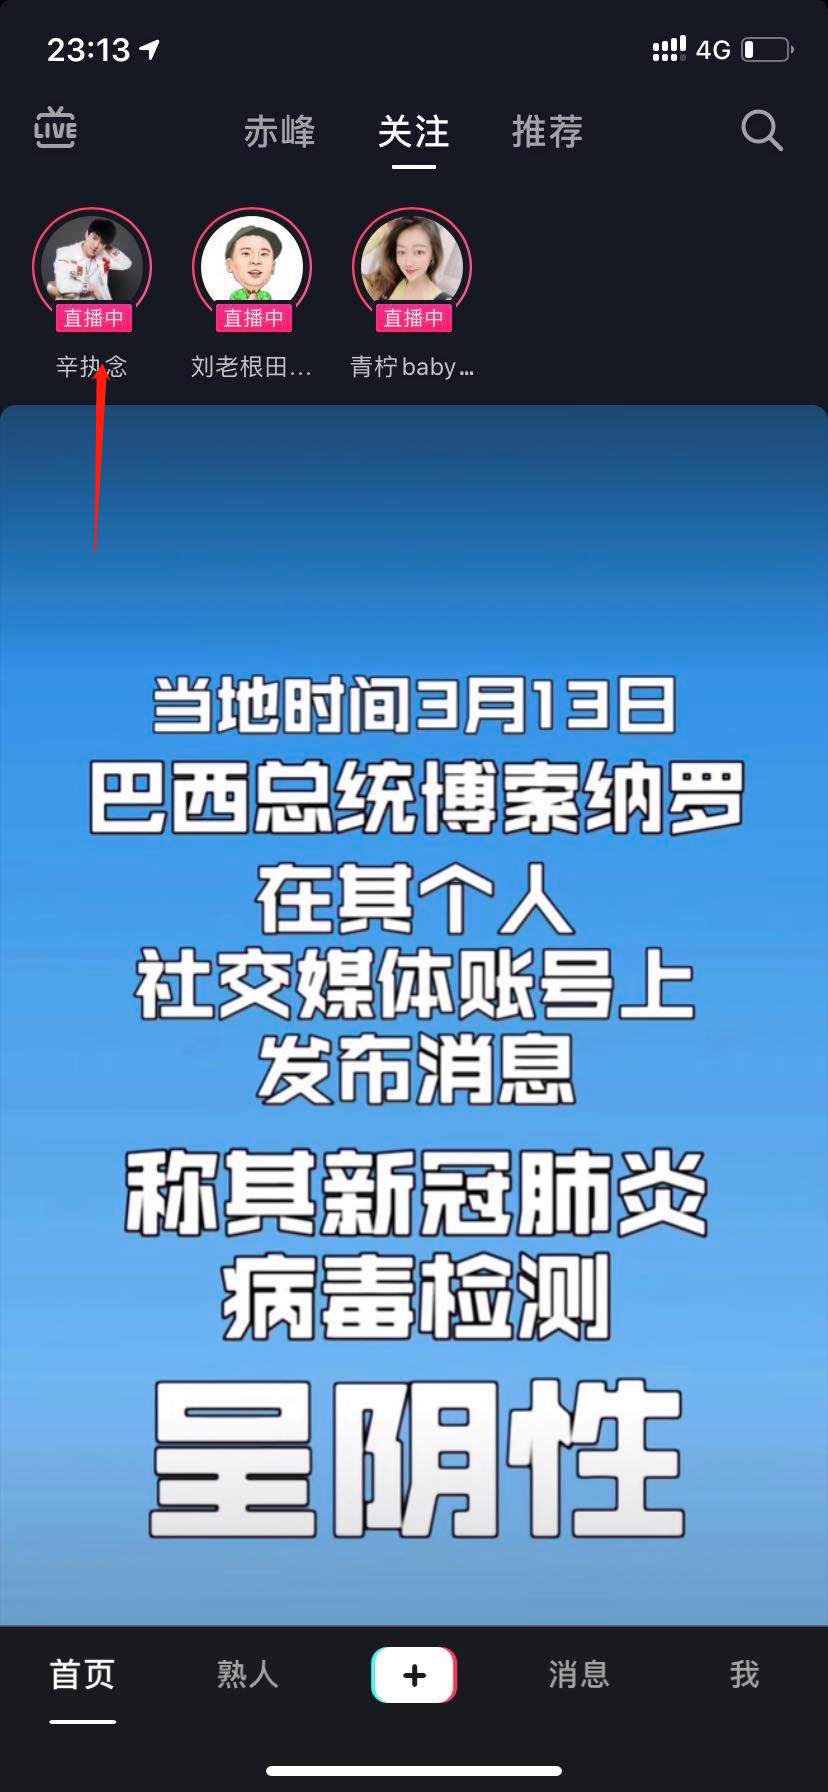 23:13
4G
LIVE
赤峰
关注
推荐
直播中
直播中
直播中
辛执念
刘老根田...
青柠baby...
当地时间3月13日
巴西总统博索纳罗
在其个人
社交媒体账号上
发布消息
称其新冠肺炎
病毒检测
呈阴性
首页
熟人
消息
我